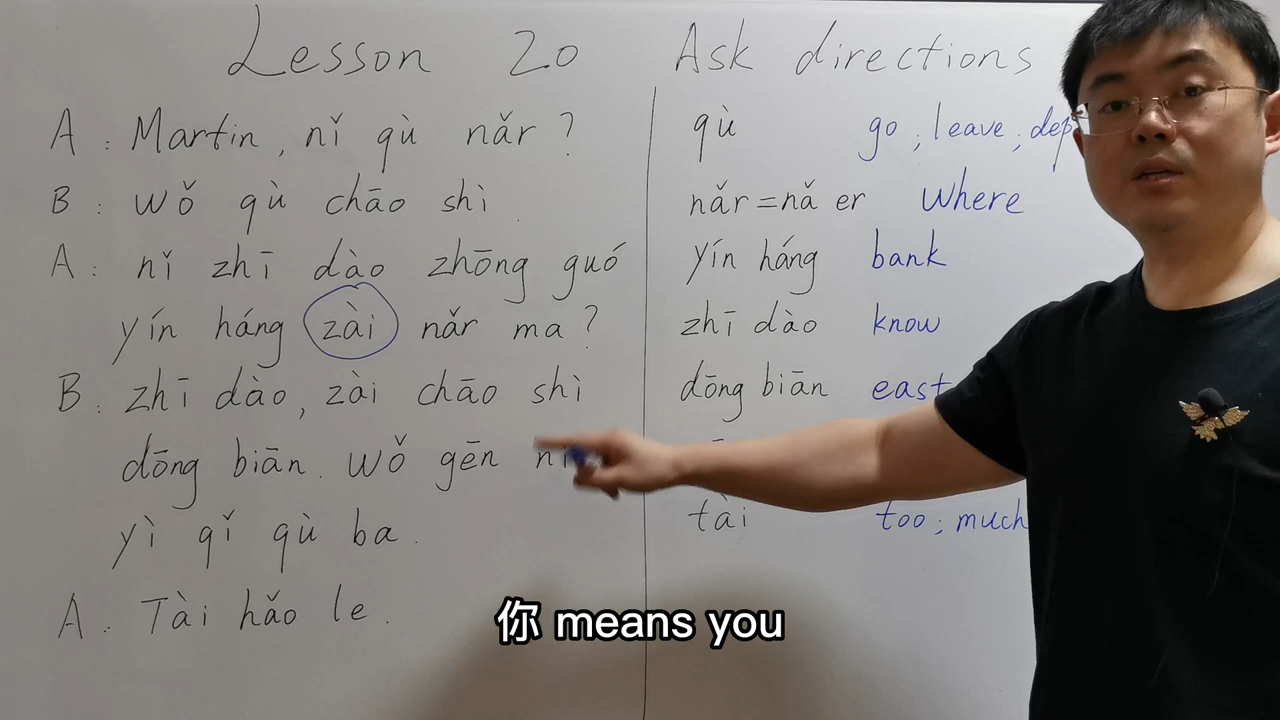 Lesson 20 Ask directions
A: Martin, nǐ qù nǎr?
B: wǒ qù chāo shì.
A: nǐ zhī dào zhōng guó
yín háng zài nǎr ma?
B: zhī dào, zài chāo shì
dōng biān. wǒ gēn nǐ
yì qǐ qù ba.
A: Tài hǎo le.
qù go; leave;
nǎr=nǎ er Where
yín háng bank
zhī dào know
dōng biān east
tài too; much
你 means you